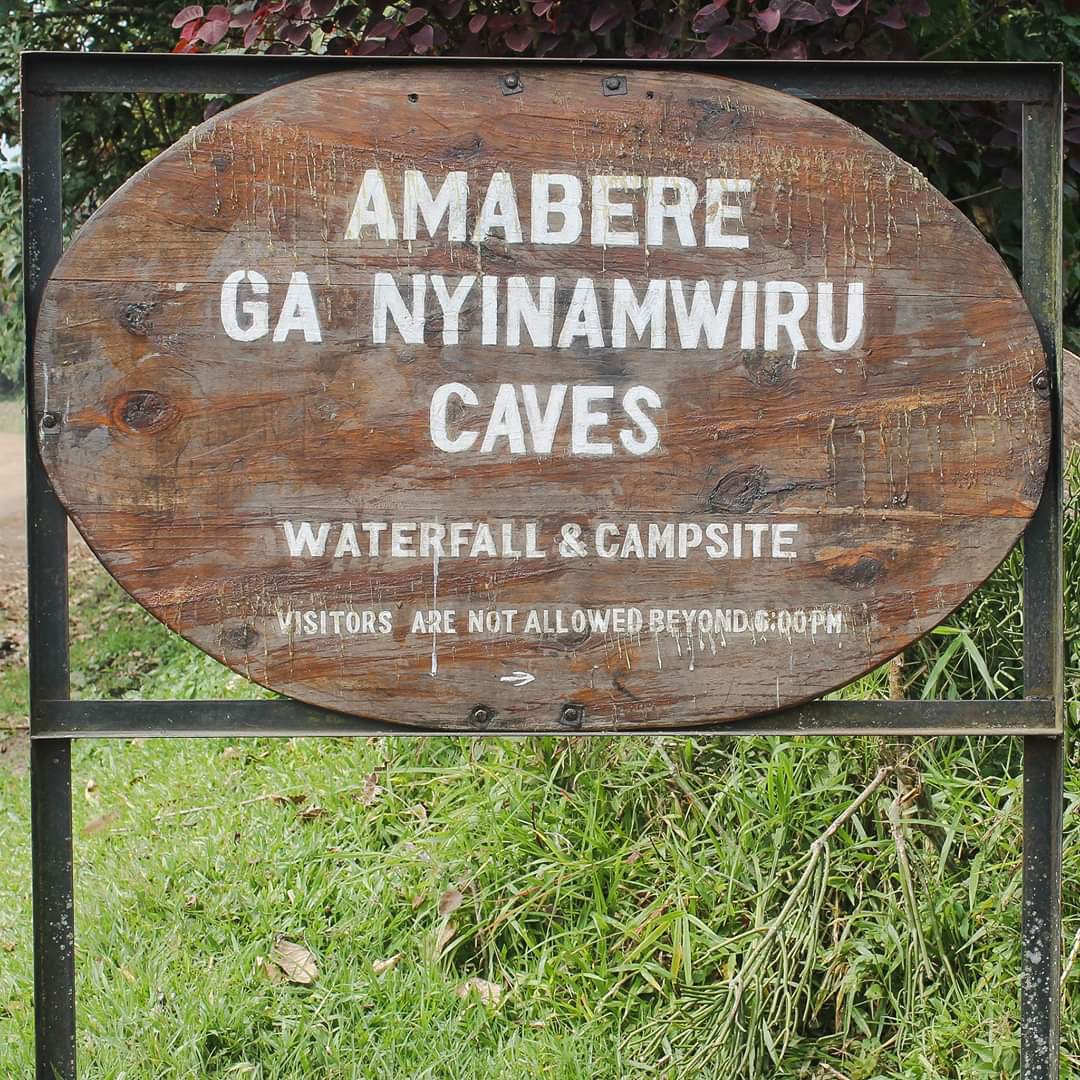 AMABERE
GA NYINAMWIRU
CAVES
WATERFALL & CAMPSITE
VISITORS ARE NOT ALLOWED BEYOND 6:00PM